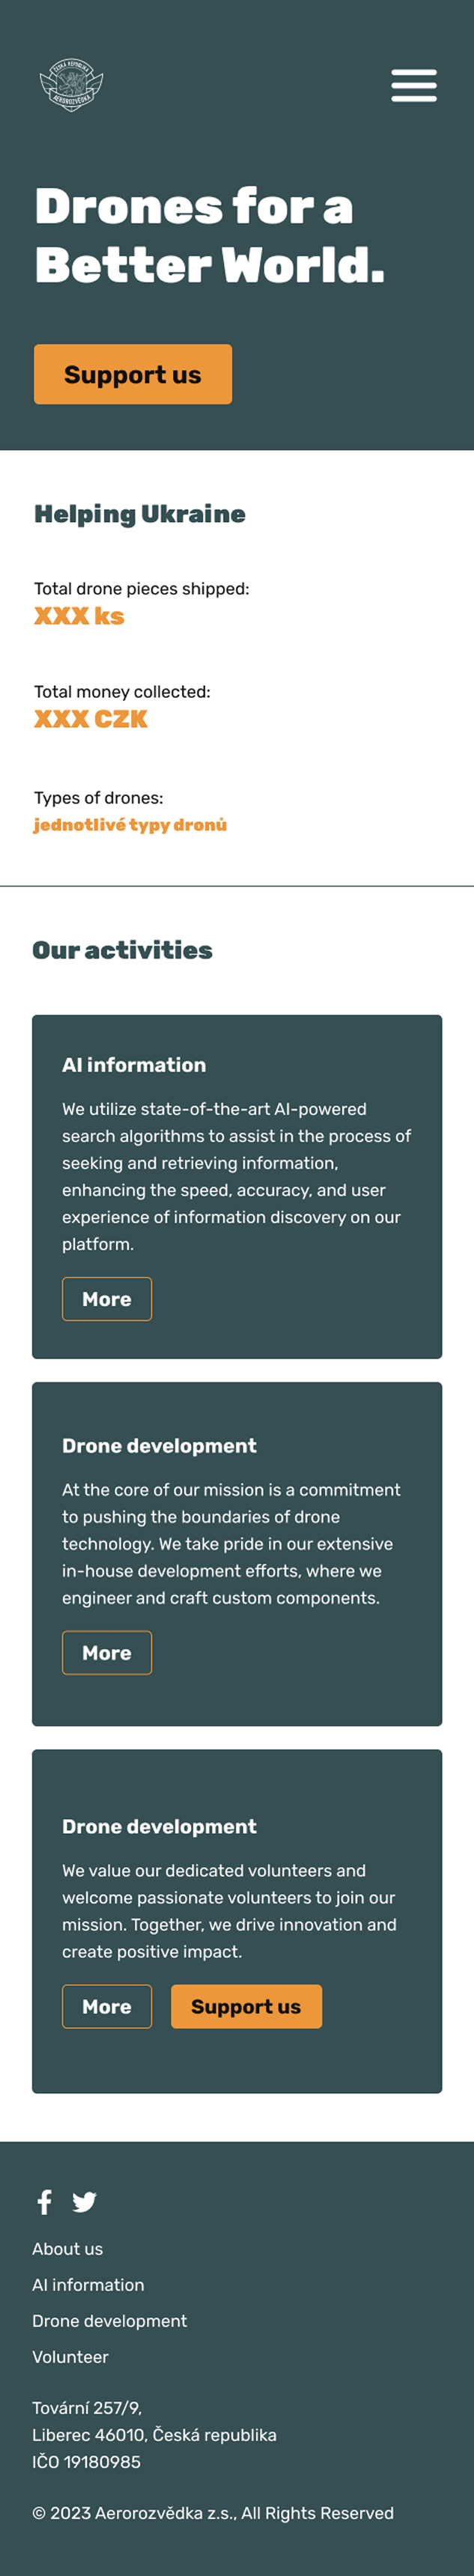 ČESKÁ REPUBLIKA
AEROROZVĚDKA
Drones for a
Better World.
Support us
Helping Ukraine
Total drone pieces shipped:
XXX ks
Total money collected:
XXX CZK
Types of drones:
jednotlivé typy dronů
Our activities
AI information
We utilize state-of-the-art AI-powered
search algorithms to assist in the process of
seeking and retrieving information,
enhancing the speed, accuracy, and user
experience of information discovery on our
platform.
More
Drone development
At the core of our mission is a commitment
to pushing the boundaries of drone
technology. We take pride in our extensive
in-house development efforts, where we
engineer and craft custom components.
More
Drone development
We value our dedicated volunteers and
welcome passionate volunteers to join our
mission. Together, we drive innovation and
create positive impact.
More Support us
About us
AI information
Drone development
Volunteer
Tovární 257/9,
Liberec 46010, Česká republika
IČO 19180985
© 2023 Aerorozvědka z.s., All Rights Reserved